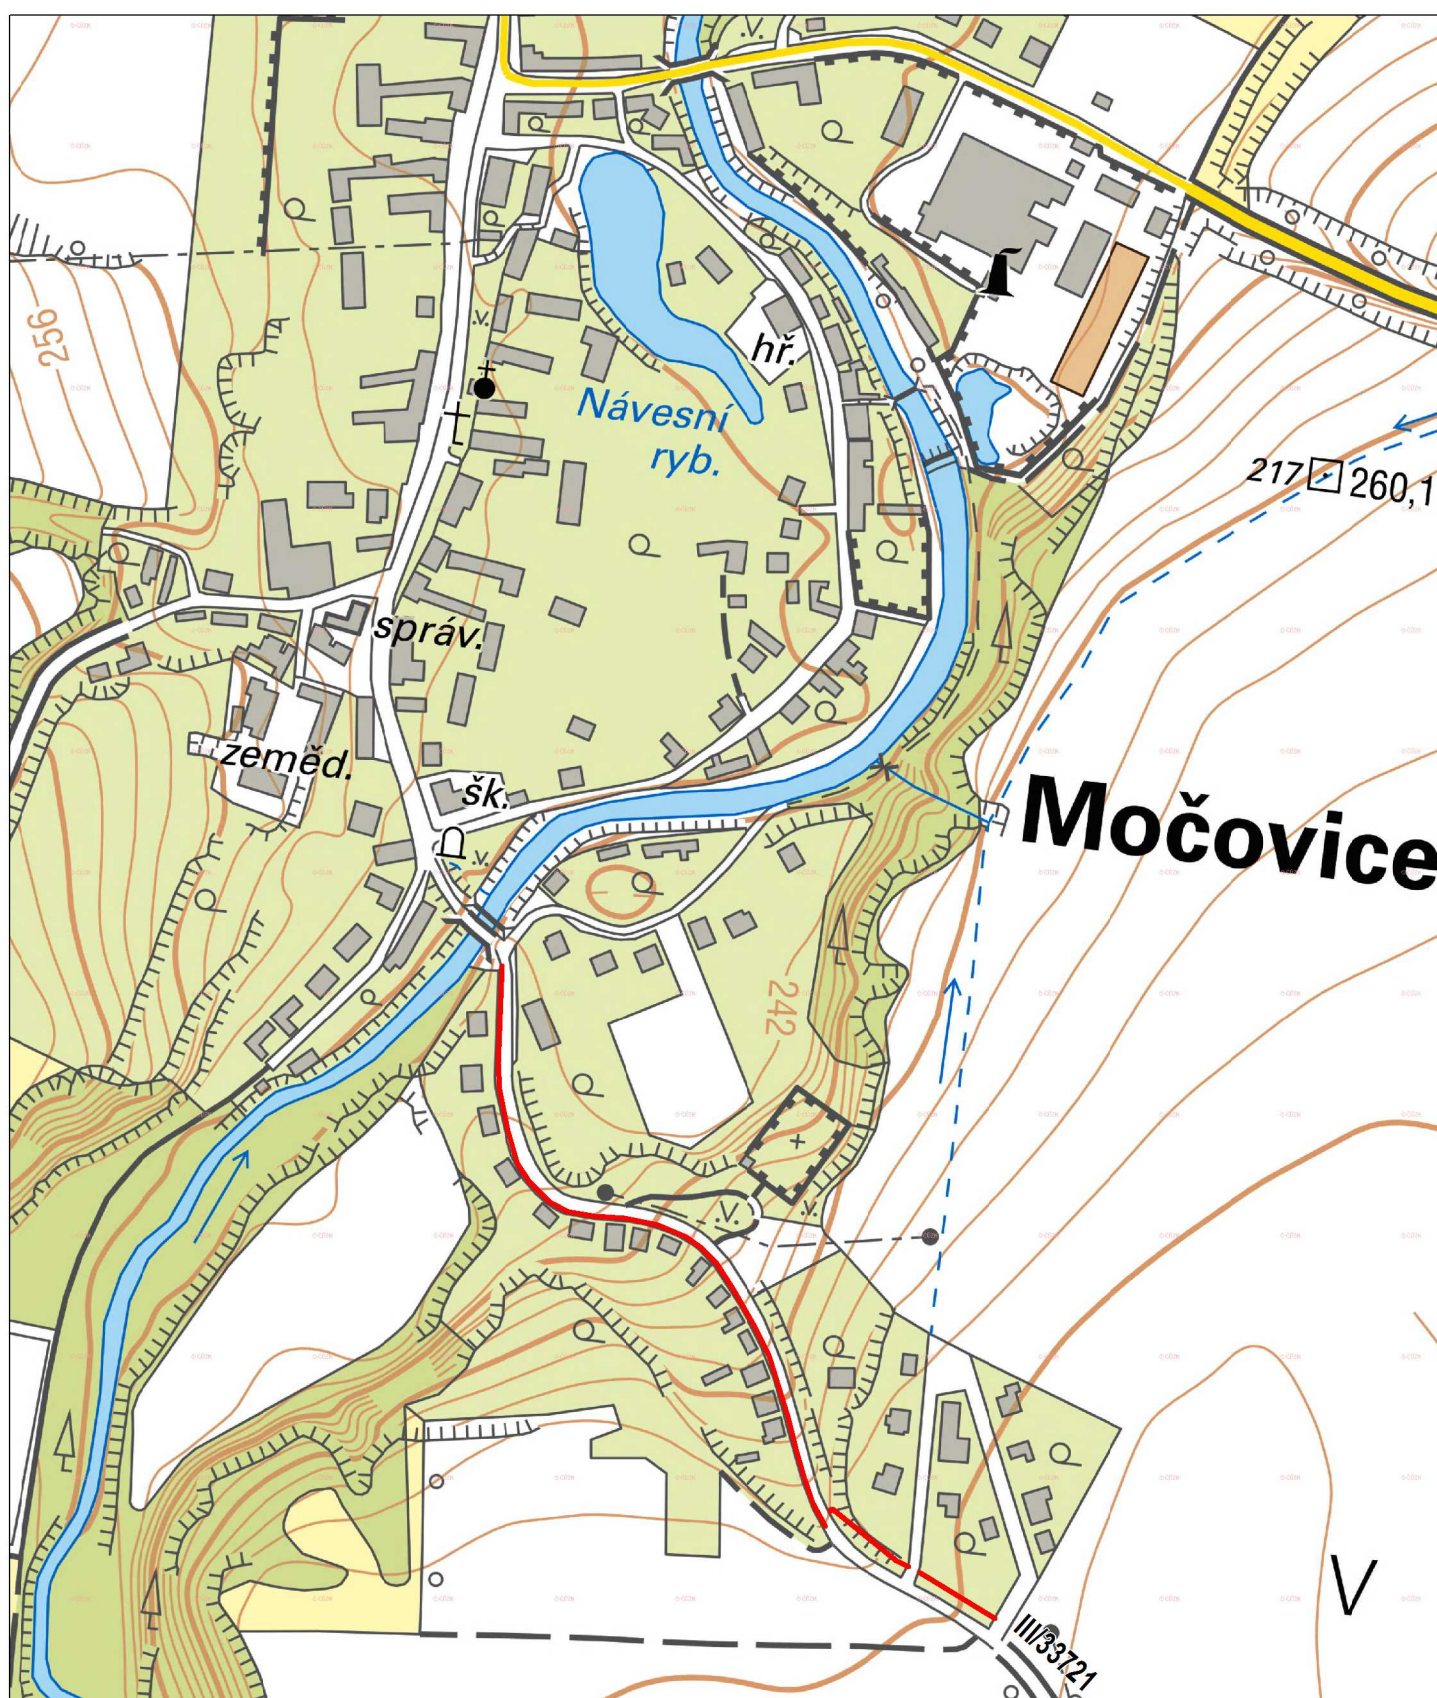 256
hř.
Návesní
ryb.
217
260,1
správ.
zeměd.
šk.
Močovice
242
V
III/33721